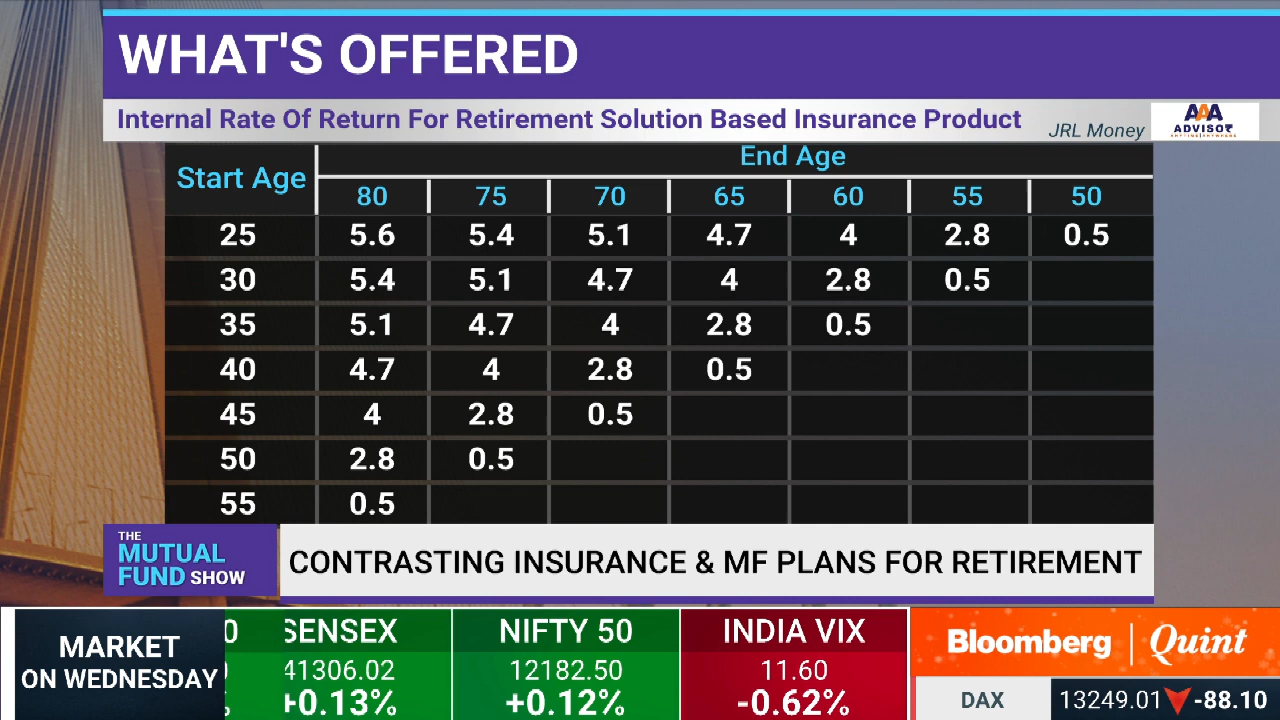 WHAT'S OFFERED
Internal Rate Of Return For Retirement Solution Based Insurance Product
JRL Money
AAA
ADVISOR
Start Age
End Age
80 75 70 65 60 55 50
25 5.6 5.4 5.1 4.7 4 2.8 0.5
30 5.4 5.1 4.7 4 2.8 0.5
35 5.1 4.7 4 2.8 0.5
40 4.7 4 2.8 0.5
45 4 2.8 0.5
50 2.8 0.5
55 0.5
THE
MUTUAL
FUND SHOW
CONTRASTING INSURANCE & MF PLANS FOR RETIREMENT
MARKET
ON WEDNESDAY
0
%
SENSEX
41306.02
+0.13%
NIFTY 50
12182.50
+0.12%
INDIA VIX
11.60
-0.62%
Bloomberg | Quint
DAX 13249.01 -88.10